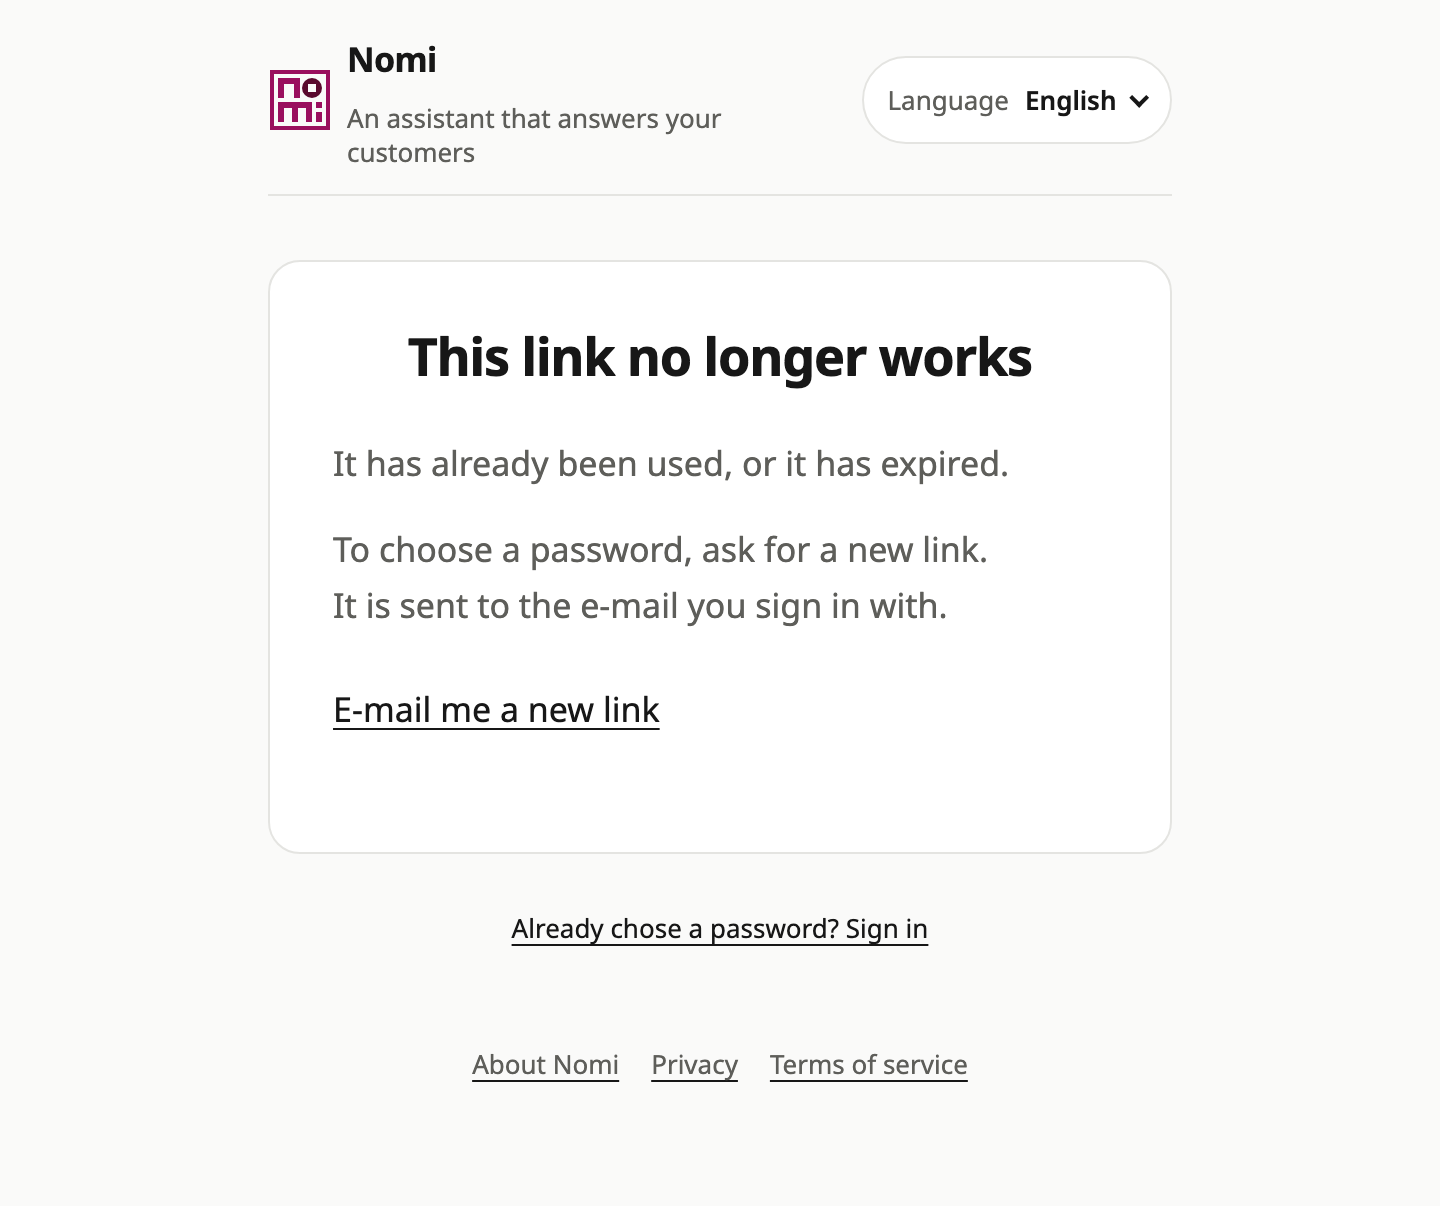 nomi
Nomi
An assistant that answers your
customers
Language English
This link no longer works
It has already been used, or it has expired.
To choose a password, ask for a new link.
It is sent to the e-mail you sign in with.
E-mail me a new link
Already chose a password? Sign in
About Nomi Privacy Terms of service